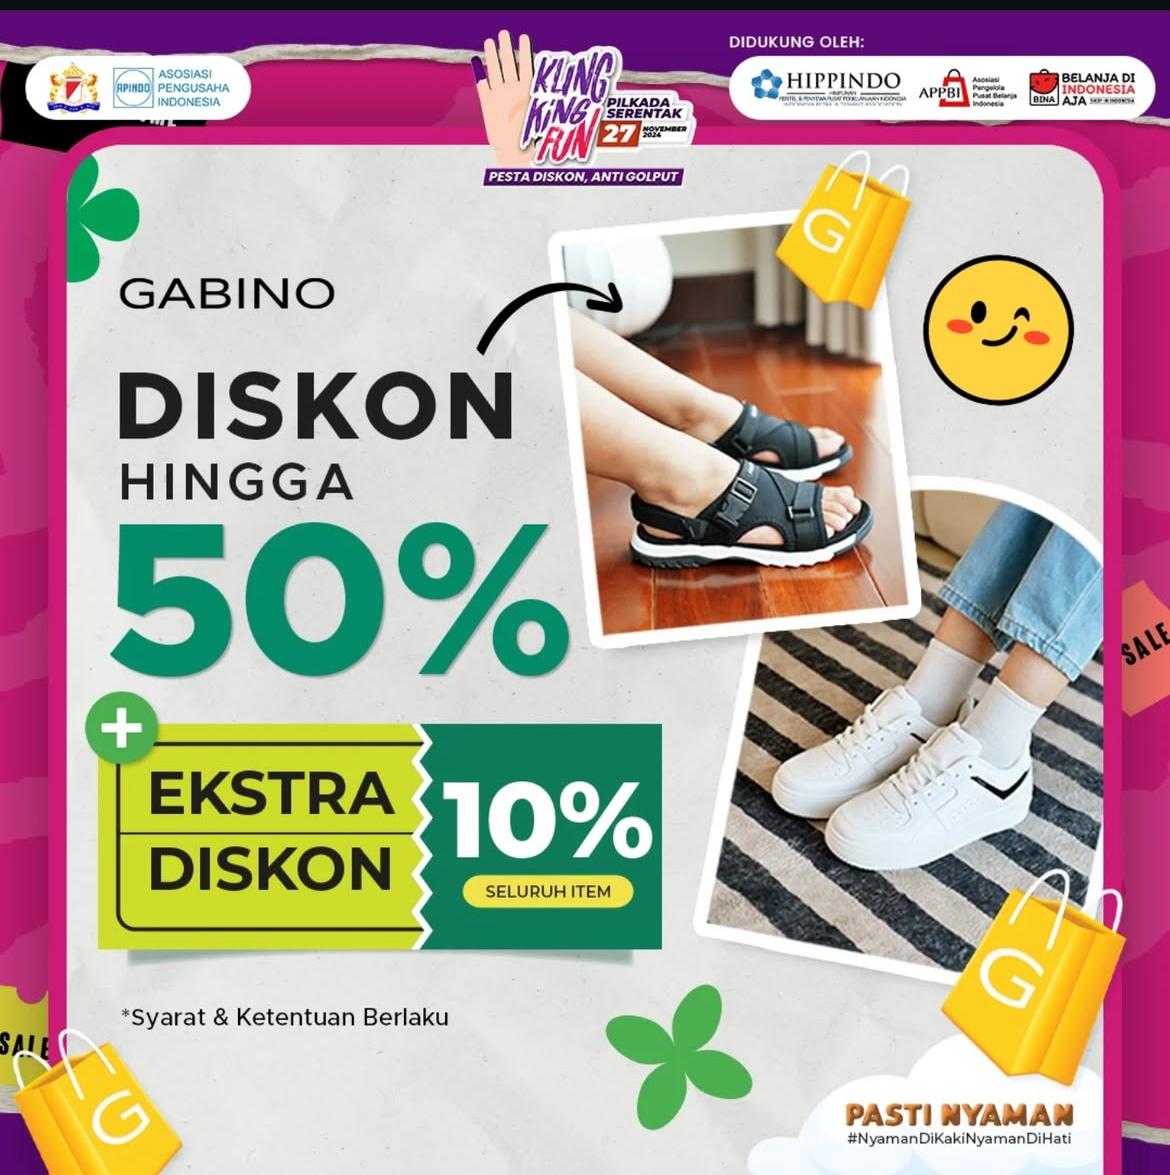 DIDUKUNG OLEH:
APINDO
ASOSIASI
PENGUSAHA
INDONESIA
KLING
KING
FUN
PILKADA
SERENTAK
27 NOVEMBER
2024
PESTA DISKON, ANTI GOLPUT
HIPPINDO
HIMPUNAN
APPBI
Asosiasi
Pengelola
Pusat Belanja
Indonesia
BINA
BELANJA DI
INDONESIA
AJA
G
GABINO
DISKON
HINGGA
50%
SALE
+
EKSTRA
DISKON
10%
SELURUH ITEM
G
*Syarat & Ketentuan Berlaku
SALE
G
PASTI NYAMAN
#NyamanDiKakiNyamanDiHati